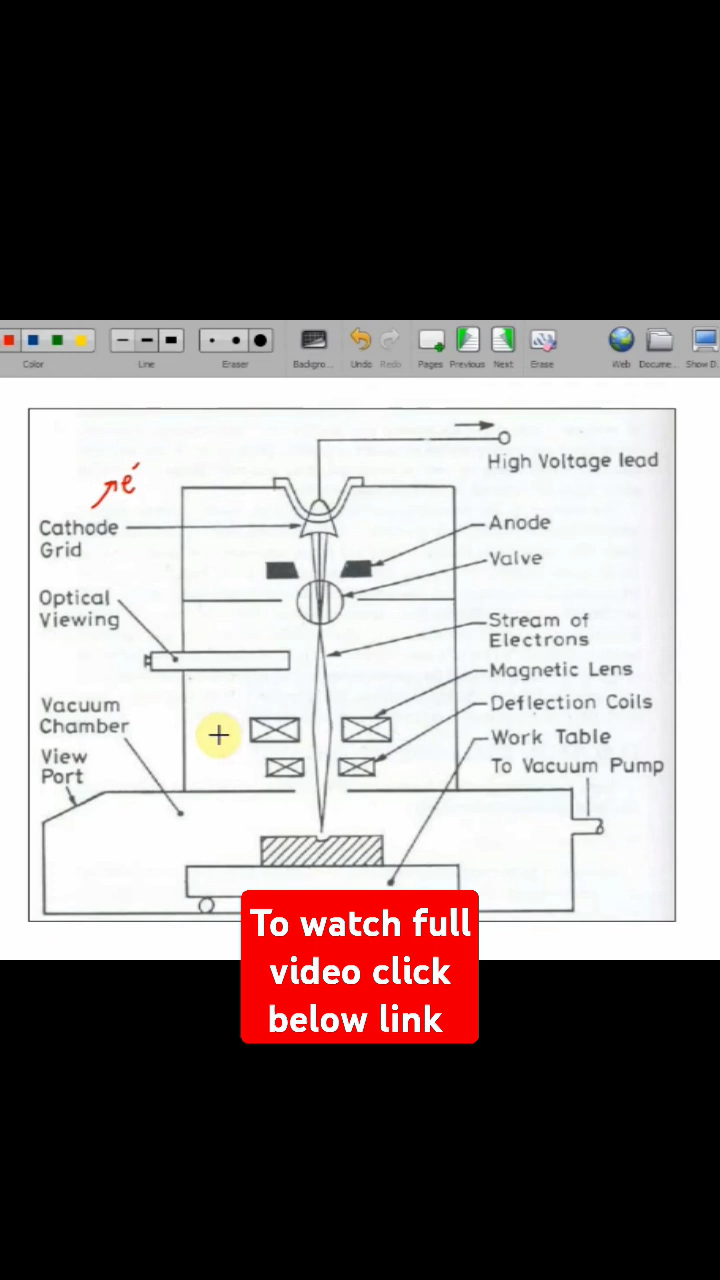 Color
Line
Eraser
Backgro...
Undo
Redo
Pages
Previous
Next
Erase
Web
Docume...
Show D.
High Voltage lead
e
Cathode
Grid
Anode
Valve
Optical
Viewing
Stream of
Electrons
Magnetic Lens
Deflection Coils
Vacuum
Chamber
Work Table
View
Port
To Vacuum Pump
To watch full
video click
below link